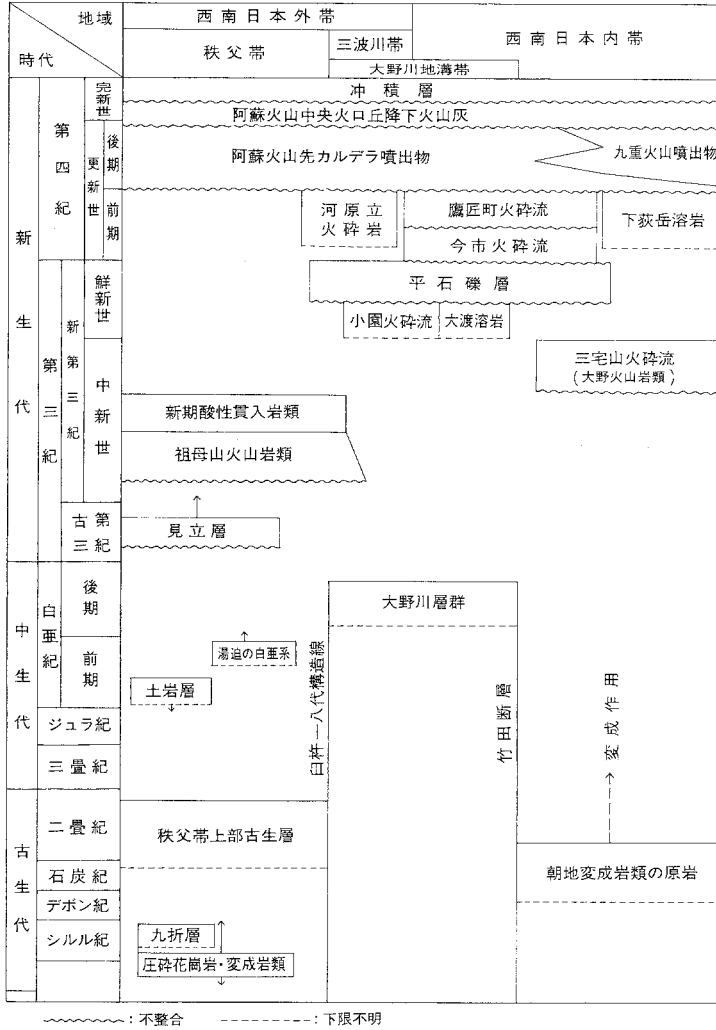 地域
時代
西南日本外帯
西南日本内帯
秩父帯
三波川帯
大野川地溝帯
新生代
第四紀
完新世
更新世
後期
前期
第三紀
新第三紀
鮮新世
中新世
古第三紀
中生代
白亜紀
後期
前期
ジュラ紀
三畳紀
古生代
二畳紀
石炭紀
デボン紀
シルル紀
冲積層
阿蘇火山中央火口丘降下火山灰
阿蘇火山先カルデラ噴出物
九重火山噴出物
河原立
火砕岩
鷹匠町火砕流
今市火砕流
下荻岳溶岩
平石礫層
小園火砕流
大渡溶岩
三宅山火砕流
(大野火山岩類)
新期酸性貫入岩類
祖母山火山岩類
見立層
大野川層群
湯迫の白亜系
土岩層
臼杵―八代構造線
竹田断層
変成作用
秩父帯上部古生層
朝地変成岩類の原岩
九折層
圧砕花崗岩・変成岩類
:不整合
:下限不明